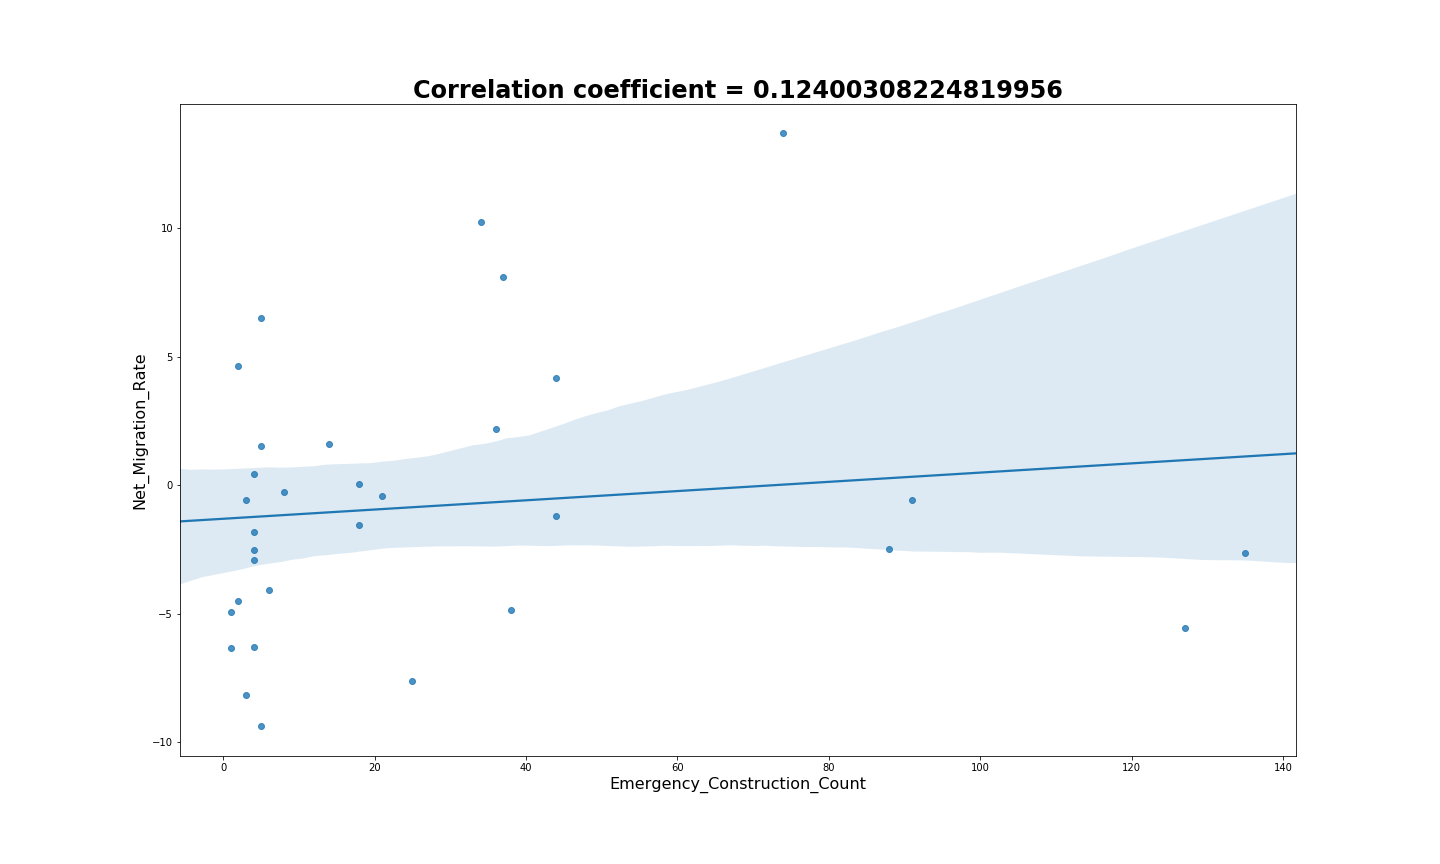 Correlation coefficient = 0.12400308224819956
10
5
0
−5
−10
Net_Migration_Rate
0 20 40 60 80 100 120 140
Emergency_Construction_Count